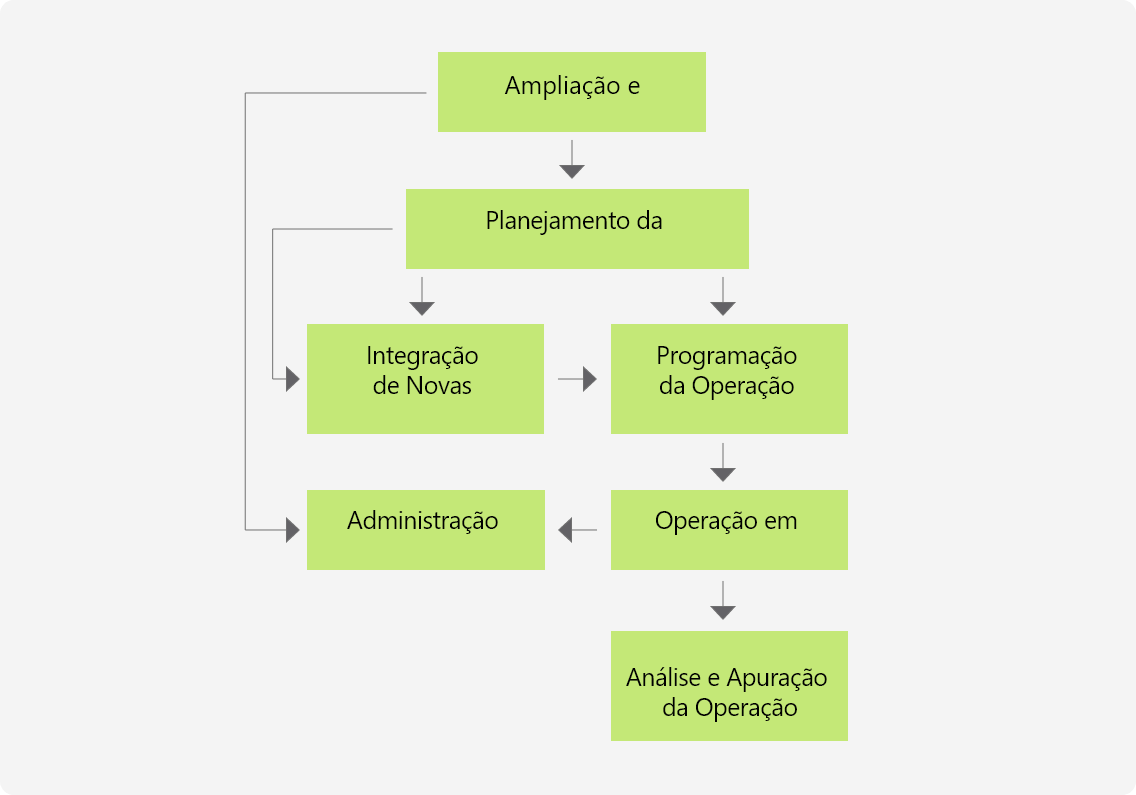 Ampliação e
Planejamento da
Integração
de Novas
Programação
da Operação
Administração
Operação em
Análise e Apuração
da Operação